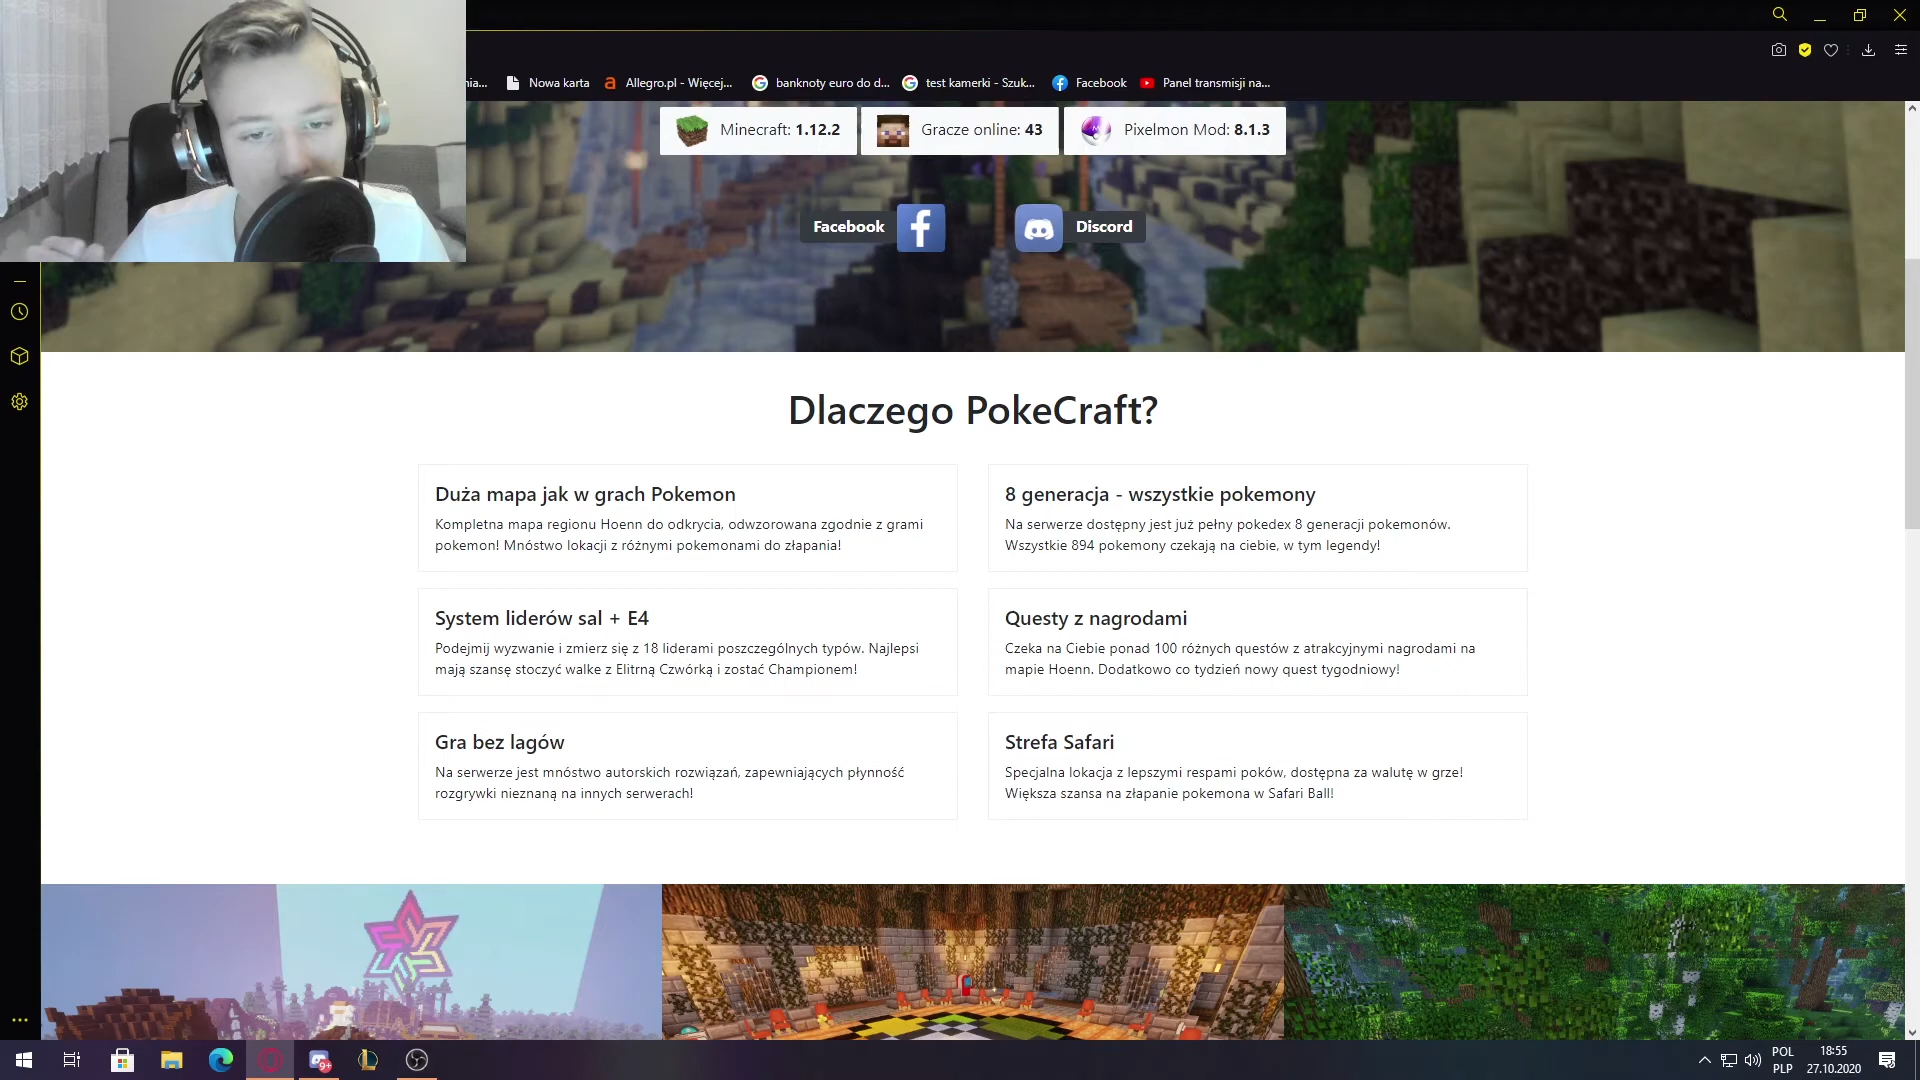 nia...
Nowa karta
Allegro.pl - Więcej...
banknoty euro do d...
test kamerki - Szuk...
Facebook
Panel transmisji na...
Minecraft: 1.12.2
Gracze online: 43
Pixelmon Mod: 8.1.3
Facebook
Discord
Dlaczego PokeCraft?
Duża mapa jak w grach Pokemon
Kompletna mapa regionu Hoenn do odkrycia, odwzorowana zgodnie z grami
pokemon! Mnóstwo lokacji z różnymi pokemonami do złapania!
8 generacja - wszystkie pokemony
Na serwerze dostępny jest już pełny pokedex 8 generacji pokemonów.
Wszystkie 894 pokemony czekają na ciebie, w tym legendy!
System liderów sal + E4
Podejmij wyzwanie i zmierz się z 18 liderami poszczególnych typów. Najlepsi
mają szansę stoczyć walke z Elitrną Czwórką i zostać Championem!
Questy z nagrodami
Czeka na Ciebie ponad 100 różnych questów z atrakcyjnymi nagrodami na
mapie Hoenn. Dodatkowo co tydzień nowy quest tygodniowy!
Gra bez lagów
Na serwerze jest mnóstwo autorskich rozwiązań, zapewniających płynność
rozgrywki nieznaną na innych serwerach!
Strefa Safari
Specjalna lokacja z lepszymi respami poków, dostępna za walutę w grze!
Większa szansa na złapanie pokemona w Safari Ball!
9+
POL
PLP
18:55
27.10.2020